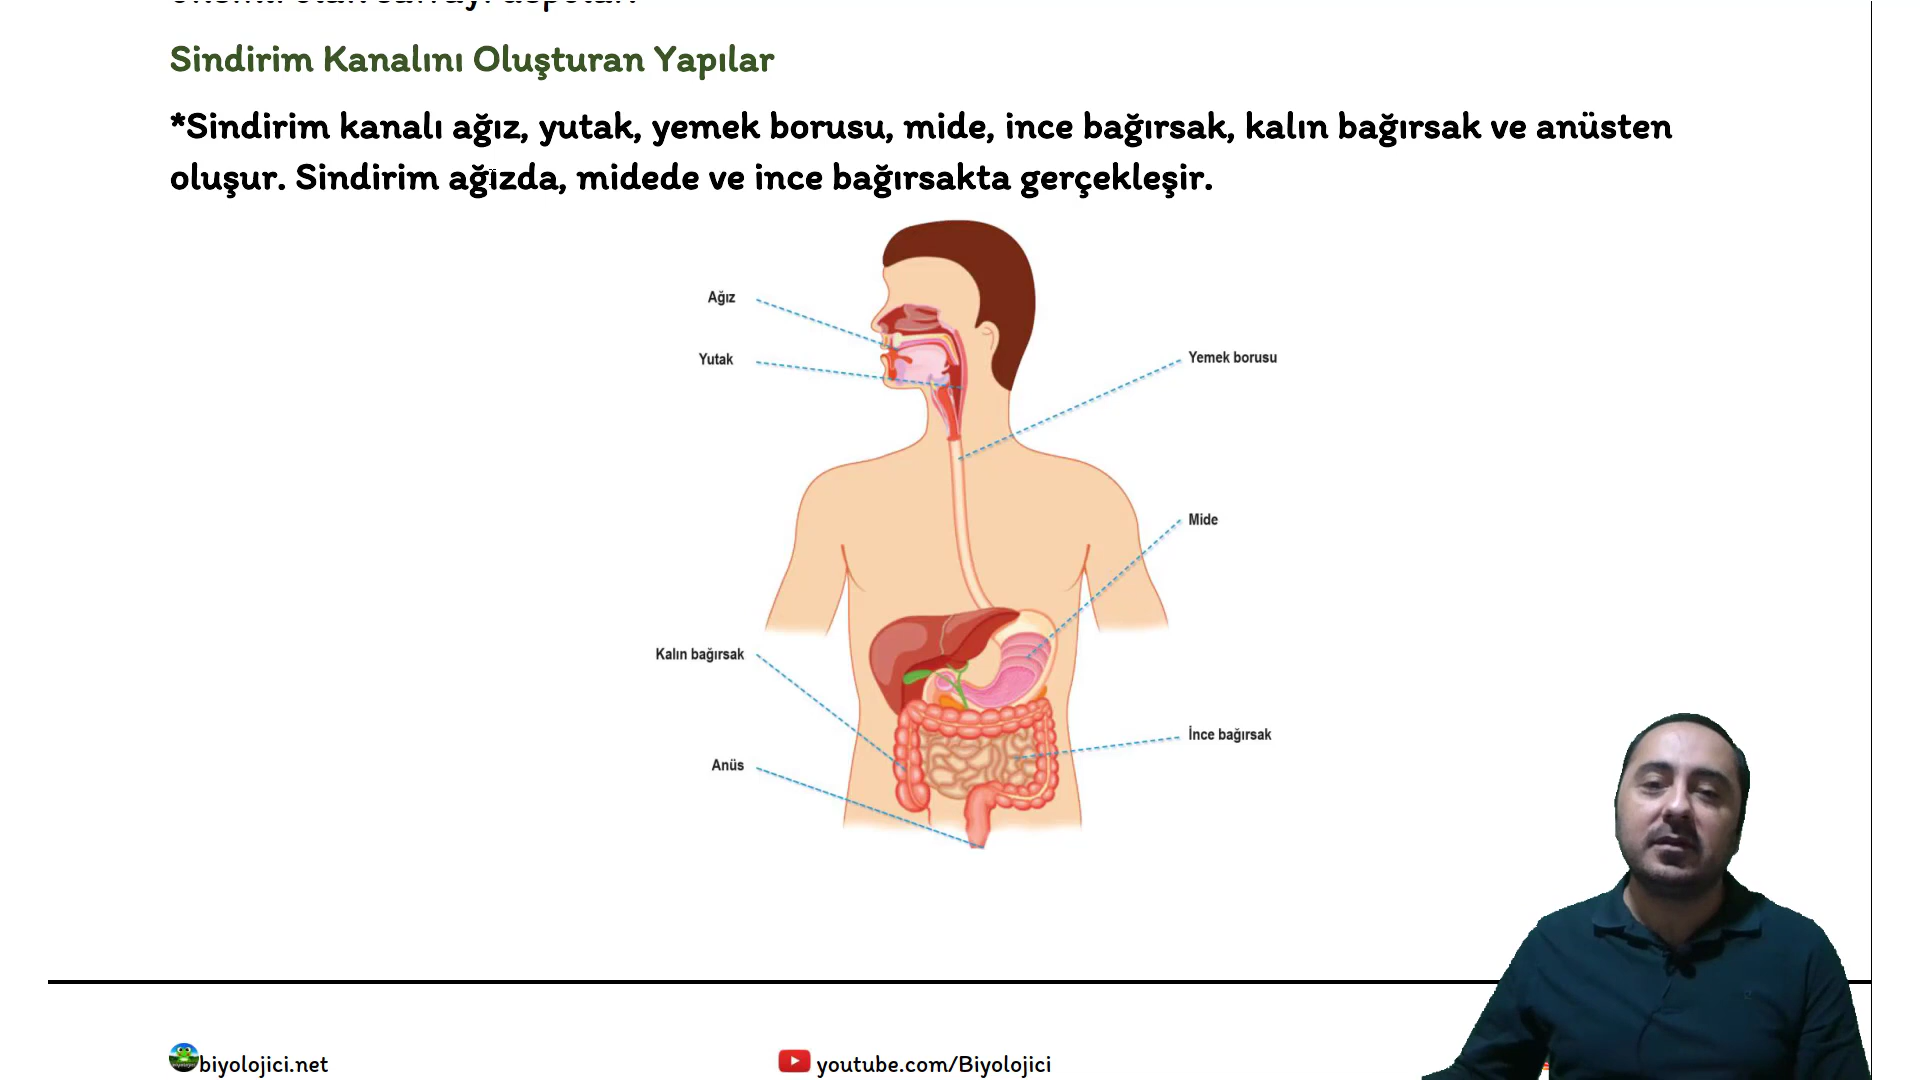 Sindirim Kanalını Oluşturan Yapılar
*Sindirim kanalı ağız, yutak, yemek borusu, mide, ince bağırsak, kalın bağırsak ve anüsten
oluşur. Sindirim ağızda, midede ve ince bağırsakta gerçekleşir.
Ağız
Yutak
Yemek borusu
Mide
Kalın bağırsak
İnce bağırsak
Anüs
biyolojici.net
youtube.com/Biyolojici